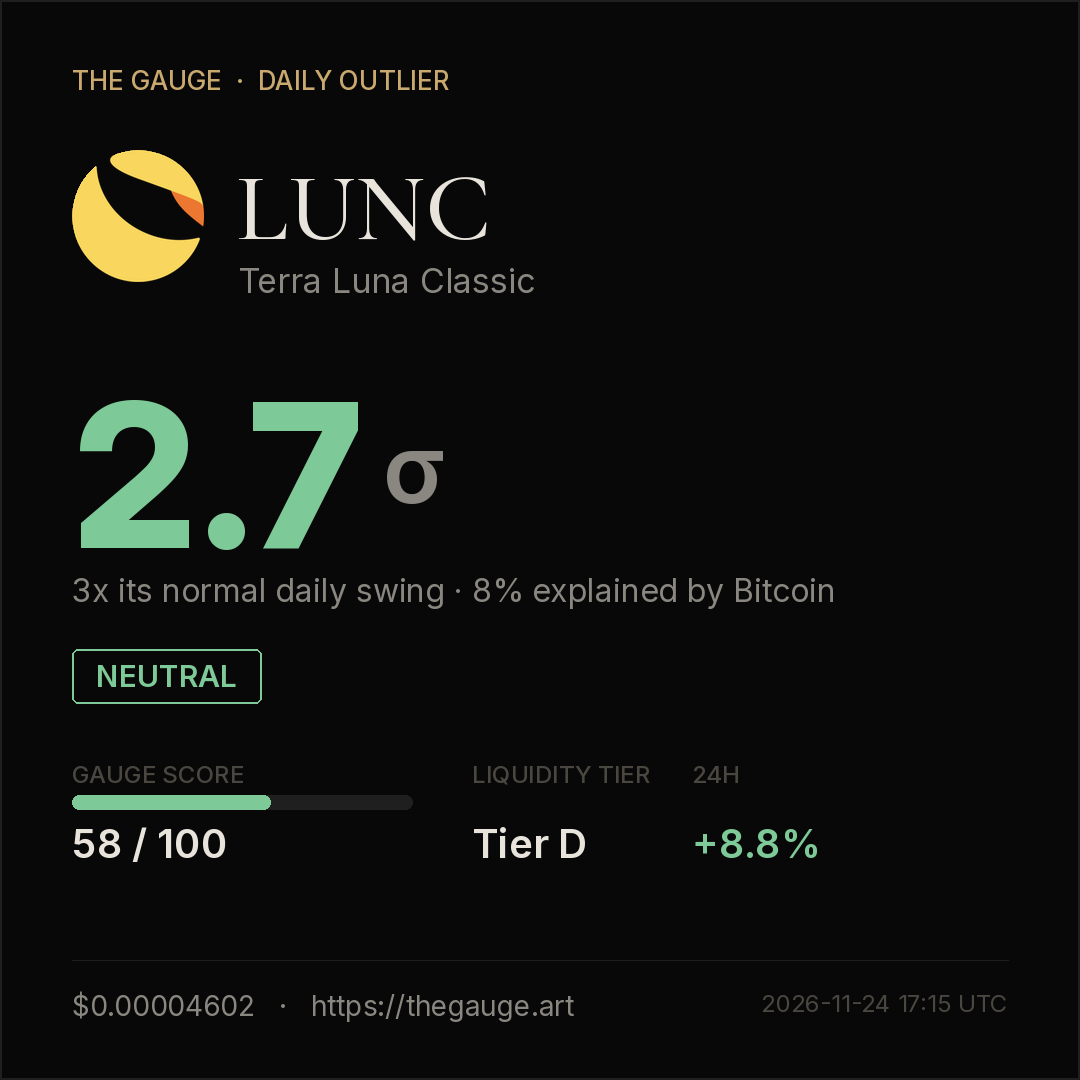 THE GAUGE · DAILY OUTLIER
LUNC
Terra Luna Classic
2.7 σ
3x its normal daily swing · 8% explained by Bitcoin
NEUTRAL
GAUGE SCORE LIQUIDITY TIER 24H
58 / 100 Tier D +8.8%
$0.00004602 · https://thegauge.art 2026-11-24 17:15 UTC